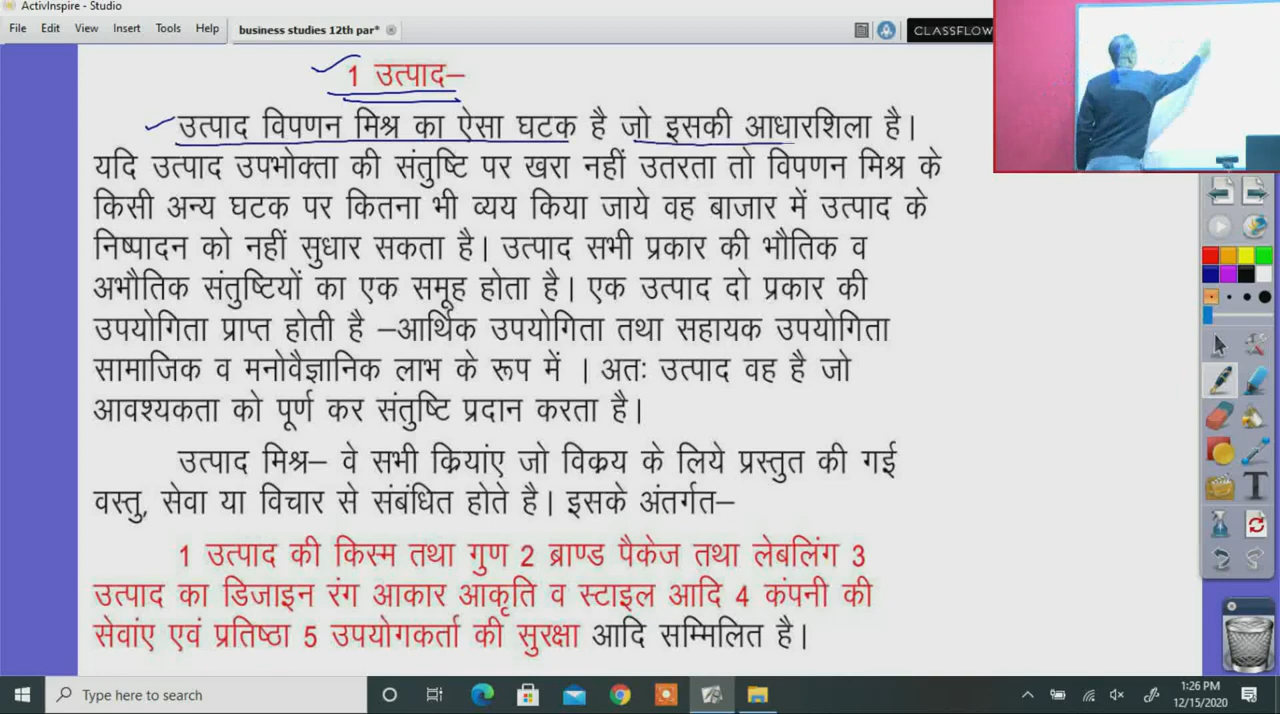 ActivInspire - Studio
File Edit View Insert Tools Help business studies 12th par* CLASSFLOW
1 उत्पाद–
उत्पाद विपणन मिश्र का ऐसा घटक है जो इसकी आधारशिला है।
यदि उत्पाद उपभोक्ता की संतुष्टि पर खरा नहीं उतरता तो विपणन मिश्र के
किसी अन्य घटक पर कितना भी व्यय किया जाये वह बाजार में उत्पाद के
निष्पादन को नहीं सुधार सकता है। उत्पाद सभी प्रकार की भौतिक व
अभौतिक संतुष्टियों का एक समूह होता है। एक उत्पाद दो प्रकार की
उपयोगिता प्राप्त होती है –आर्थिक उपयोगिता तथा सहायक उपयोगिता
सामाजिक व मनोवैज्ञानिक लाभ के रूप में । अतः उत्पाद वह है जो
आवश्यकता को पूर्ण कर संतुष्टि प्रदान करता है।
उत्पाद मिश्र– वे सभी क्रियांए जो विक्रय के लिये प्रस्तुत की गई
वस्तु, सेवा या विचार से संबंधित होते है। इसके अंतर्गत–
1 उत्पाद की किस्म तथा गुण 2 ब्राण्ड पैकेज तथा लेबलिंग 3
उत्पाद का डिजाइन रंग आकार आकृति व स्टाइल आदि 4 कंपनी की
सेवांए एवं प्रतिष्ठा 5 उपयोगकर्ता की सुरक्षा आदि सम्मिलित है।
Type here to search
1:26 PM
12/15/2020